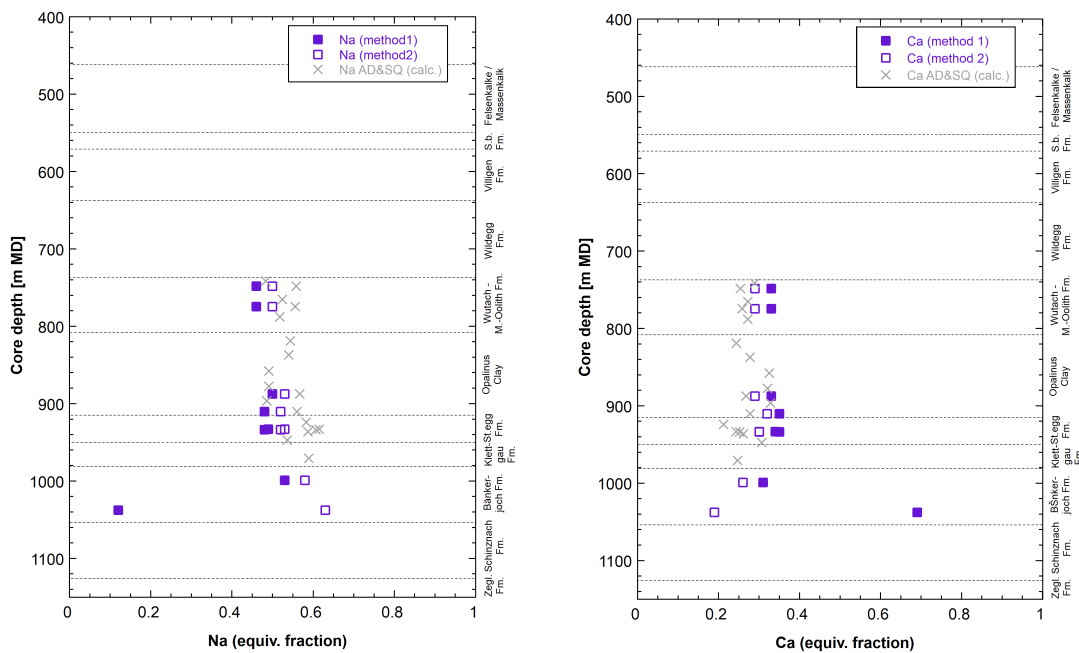 400
500
600
700
800
900
1000
1100
Core depth [m MD]
Na (method1)
Na (method2)
Na AD&SQ (calc.)
Felsenkalke /
Massenkalk
S.b.
Fm.
Villigen
Fm.
Wildegg
Fm.
Wutach -
M.-Oolith Fm.
Opalinus
Clay
Klett-St.egg
gau Fm.
Fm.
Bänker-
joch Fm.
Zegl. Schinznach
Fm. Fm.
0 0.2 0.4 0.6 0.8 1
Na (equiv. fraction)
400
500
600
700
800
900
1000
1100
Core depth [m MD]
Ca (method 1)
Ca (method 2)
Ca AD&SQ (calc.)
Felsenkalke /
Massenkalk
S.b.
Fm.
Villigen
Fm.
Wildegg
Fm.
Wutach -
M.-Oolith Fm.
Opalinus
Clay
Klett-St.egg
gau Fm.
Fm.
BŠnker-
joch Fm.
Zegl. Schinznach
Fm. Fm.
0 0.2 0.4 0.6 0.8 1
Ca (equiv. fraction)